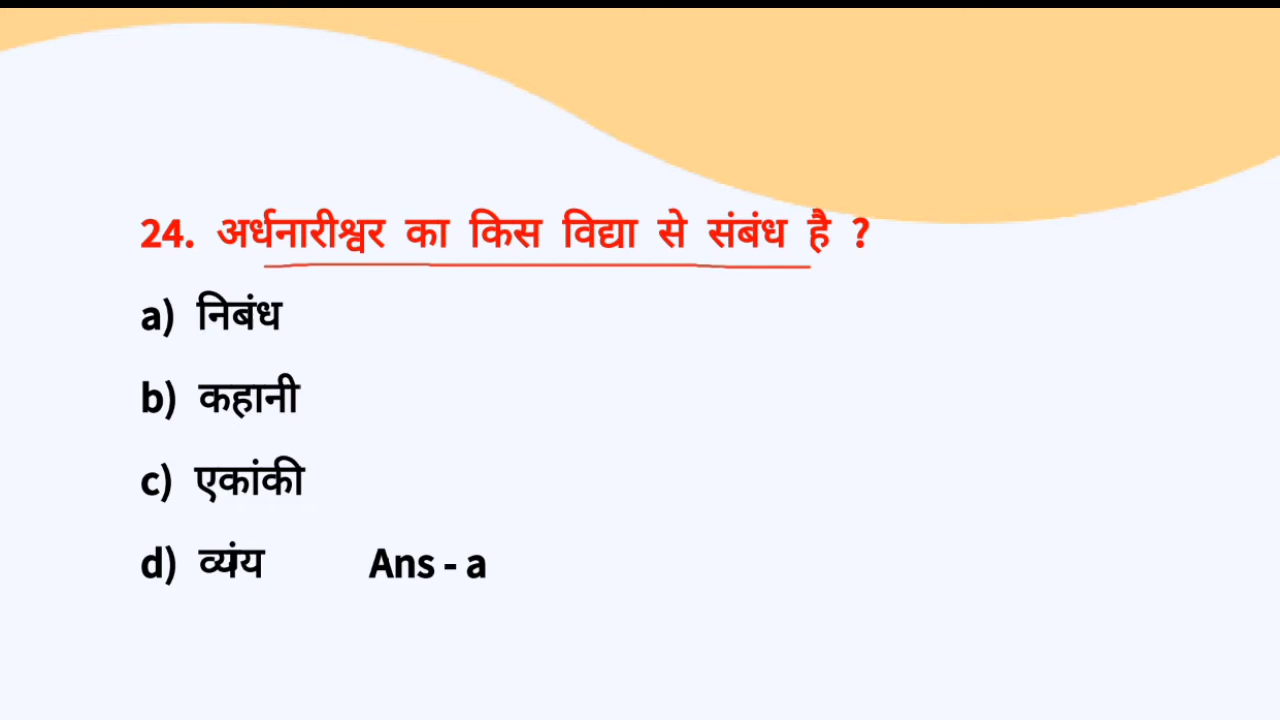 24. अर्धनारीश्वर का किस विद्या से संबंध है ?
a) निबंध
b) कहानी
c) एकांकी
d) व्यंय Ans - a